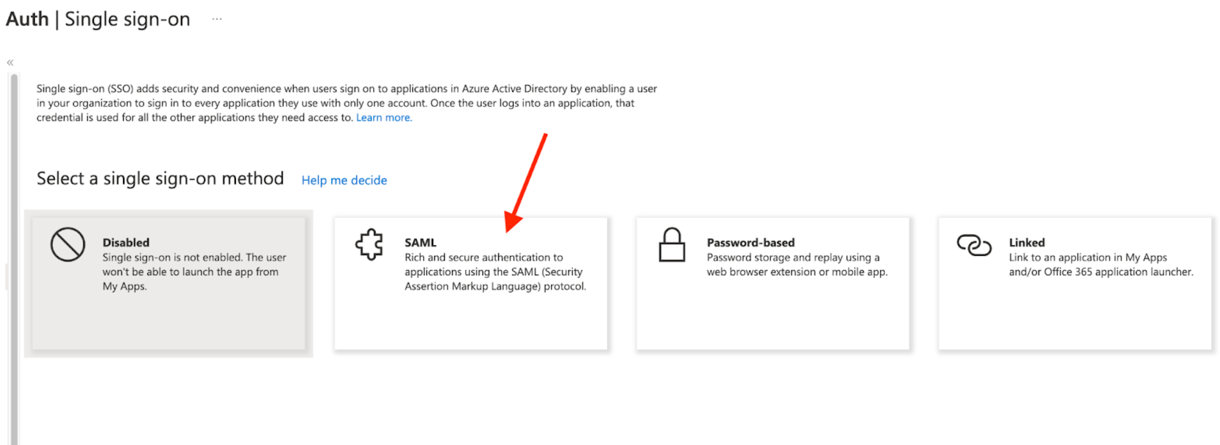 Auth | Single sign-on ...
«
Single sign-on (SSO) adds security and convenience when users sign on to applications in Azure Active Directory by enabling a user
in your organization to sign in to every application they use with only one account. Once the user logs into an application, that
credential is used for all the other applications they need access to. Learn more.
Select a single sign-on method Help me decide
Disabled
Single sign-on is not enabled. The user
won't be able to launch the app from
My Apps.
SAML
Rich and secure authentication to
applications using the SAML (Security
Assertion Markup Language) protocol.
Password-based
Password storage and replay using a
web browser extension or mobile app.
Linked
Link to an application in My Apps
and/or Office 365 application launcher.